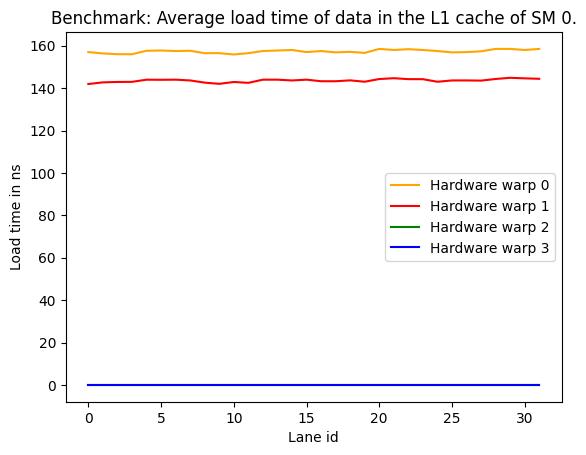 Benchmark: Average load time of data in the L1 cache of SM 0.
160
140
120
100
80
60
40
20
0
Load time in ns
Hardware warp 0
Hardware warp 1
Hardware warp 2
Hardware warp 3
0 5 10 15 20 25 30
Lane id